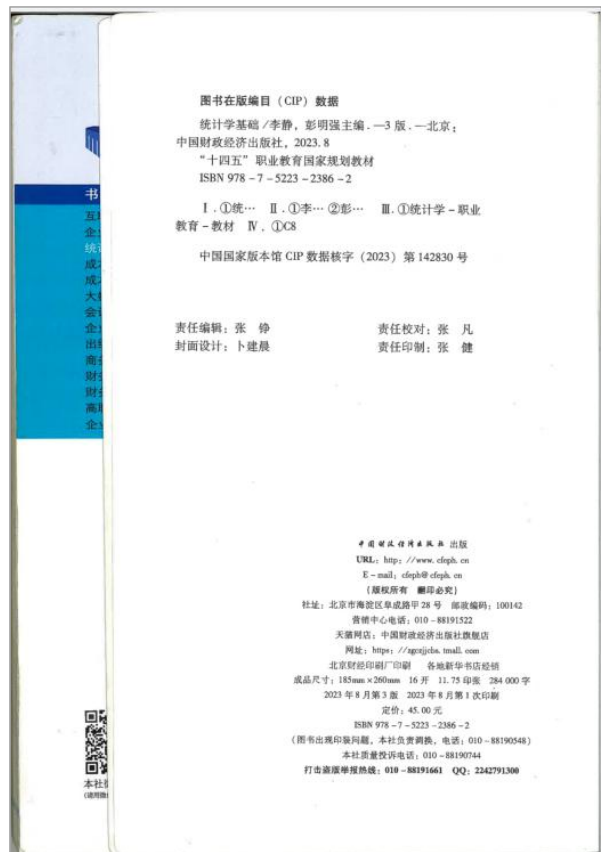 图书在版编目(CIP)数据
统计学基础/李静,彭明强主编.—3版.—北京:
中国财政经济出版社,2023.8
“十四五”职业教育国家规划教材
ISBN 978-7-5223-2386-2
Ⅰ.①统… Ⅱ.①李… ②彭… Ⅲ.①统计学-职业
教育-教材 Ⅳ.①C8
中国国家版本馆CIP数据核字(2023)第142830号
责任编辑:张 铮 责任校对:张 凡
封面设计:卜建晨 责任印制:张 健
中国财政经济出版社 出版
URL: http: //www. cfeph. cn
E-mail: cfeph@cfeph. cn
(版权所有 翻印必究)
社址:北京市海淀区阜成路甲28号 邮政编码:100142
营销中心电话:010-88191522
天猫网店:中国财政经济出版社旗舰店
网址:https: //zgczjjcbs. tmall. com
北京财经印刷厂印刷 各地新华书店经销
成品尺寸:185mm×260mm 16开 11.75印张 284 000字
2023年8月第3版 2023年8月第1次印刷
定价:45.00元
ISBN 978-7-5223-2386-2
(图书出现印装问题,本社负责调换,电话:010-88190548)
本社质量投诉电话:010-88190744
打击盗版举报热线:010-88191661 QQ:2242791300
书
互
企
统
成
成
大
会
企
出
商
财
财
高
企
本社